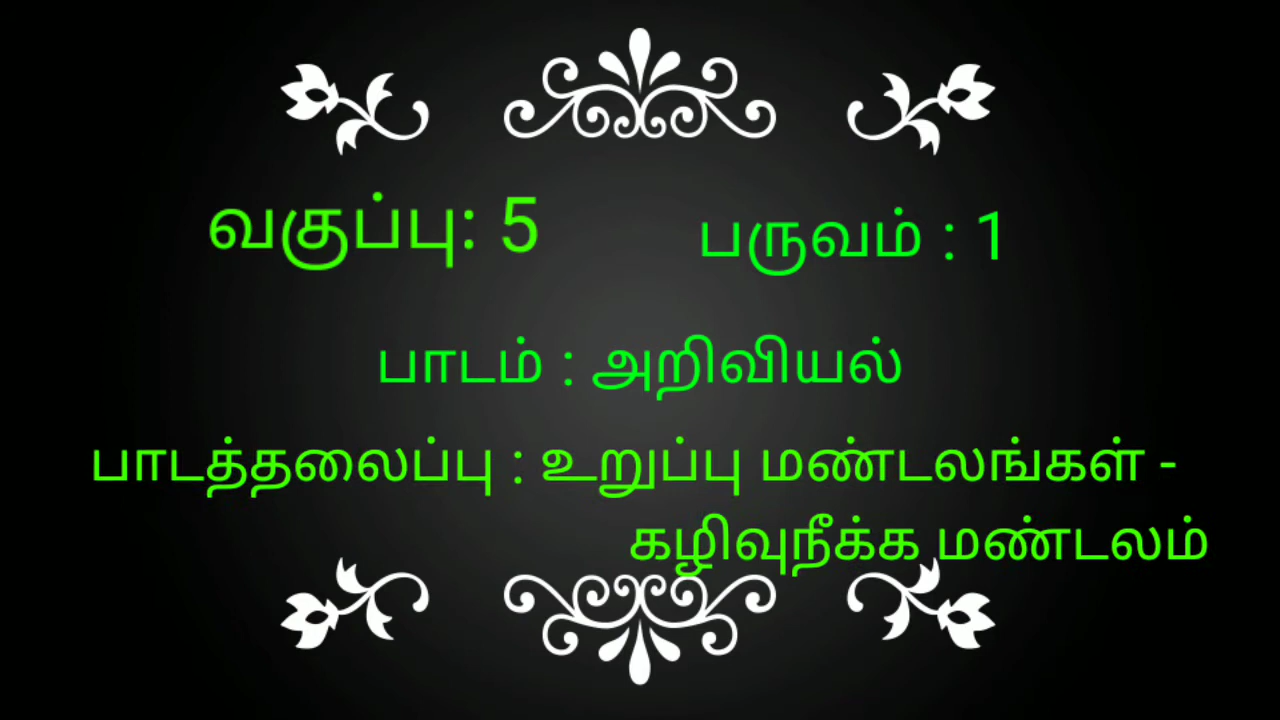 வகுப்பு: 5 பருவம் : 1
பாடம் : அறிவியல்
பாடத்தலைப்பு : உறுப்பு மண்டலங்கள் -
கழிவுநீக்க மண்டலம்